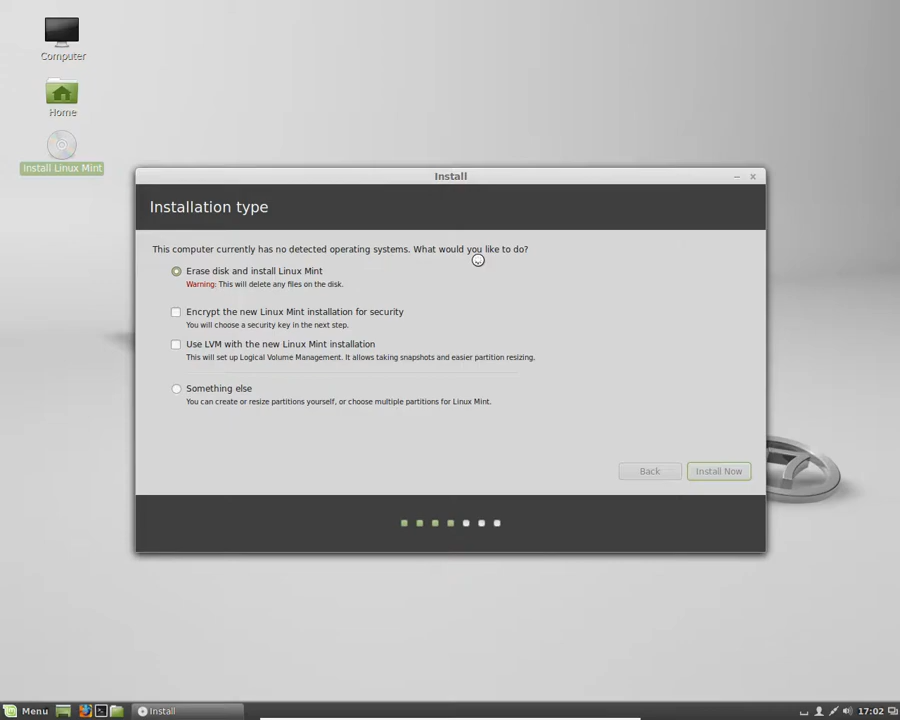 Computer
Home
Install Linux Mint
Install
Installation type
This computer currently has no detected operating systems. What would you like to do?
Erase disk and install Linux Mint
Warning: This will delete any files on the disk.
Encrypt the new Linux Mint installation for security
You will choose a security key in the next step.
Use LVM with the new Linux Mint installation
This will set up Logical Volume Management. It allows taking snapshots and easier partition resizing.
Something else
You can create or resize partitions yourself, or choose multiple partitions for Linux Mint.
Back
Install Now
Menu
Install
17:02